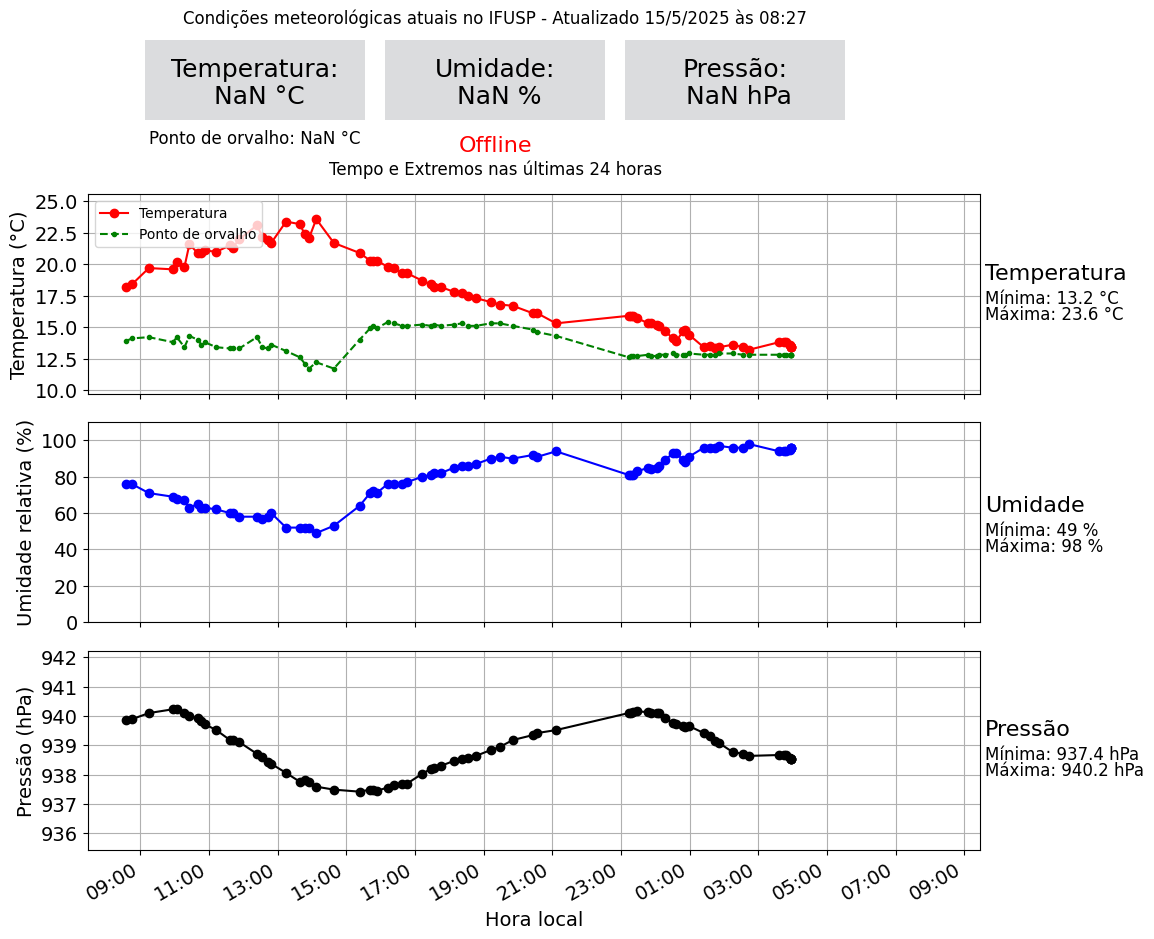 Condições meteorológicas atuais no IFUSP - Atualizado 15/5/2025 às 08:27
Temperatura:
NaN °C
Umidade:
NaN %
Pressão:
NaN hPa
Ponto de orvalho: NaN °C
Offline
Tempo e Extremos nas últimas 24 horas
Temperatura (°C)
25.0
22.5
20.0
17.5
15.0
12.5
10.0
Temperatura
Ponto de orvalho
Temperatura
Mínima: 13.2 °C
Máxima: 23.6 °C
Umidade relativa (%)
100
80
60
40
20
0
Umidade
Mínima: 49 %
Máxima: 98 %
Pressão (hPa)
942
941
940
939
938
937
936
Pressão
Mínima: 937.4 hPa
Máxima: 940.2 hPa
09:00 11:00 13:00 15:00 17:00 19:00 21:00 23:00 01:00 03:00 05:00 07:00 09:00
Hora local